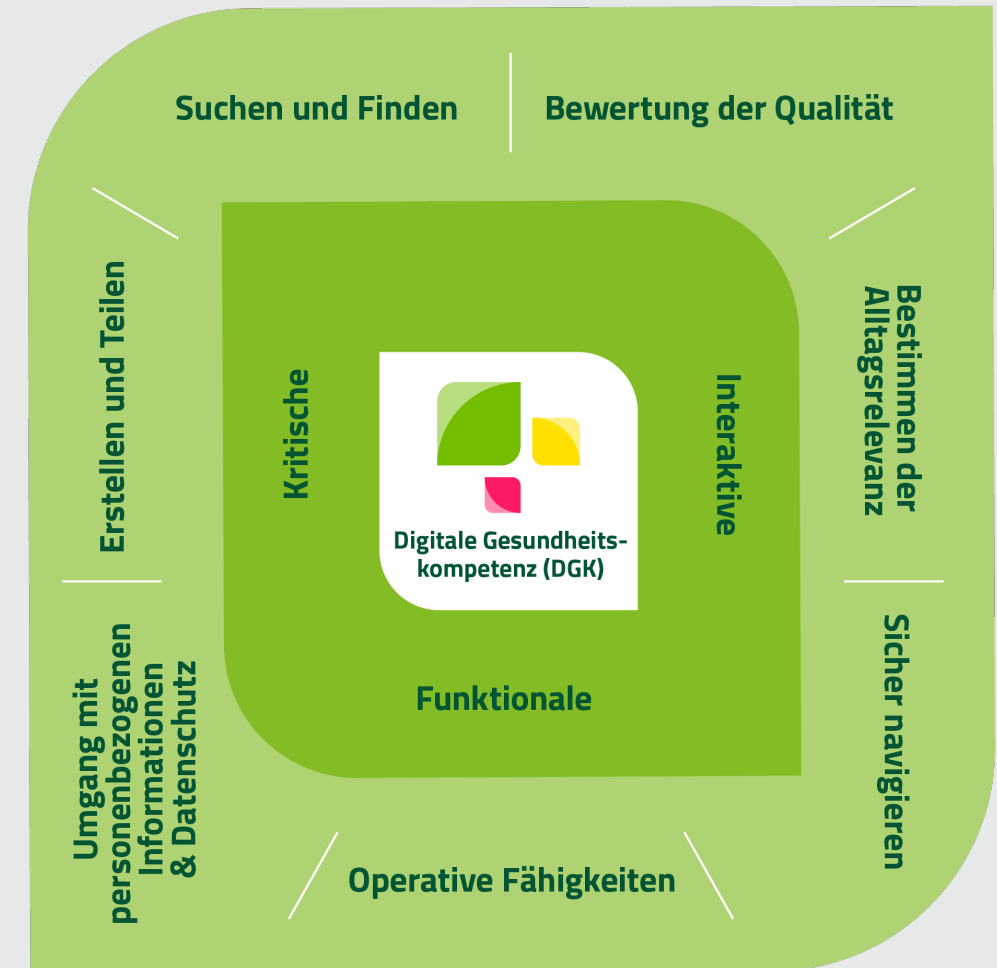 Suchen und Finden
Bewertung der Qualität
Erstellen und Teilen
Bestimmen der
Alltagsrelevanz
Kritische
Interaktive
Digitale Gesundheits-
kompetenz (DGK)
Umgang mit
personenbezogenen
Informationen
& Datenschutz
Sicher navigieren
Funktionale
Operative Fähigkeiten